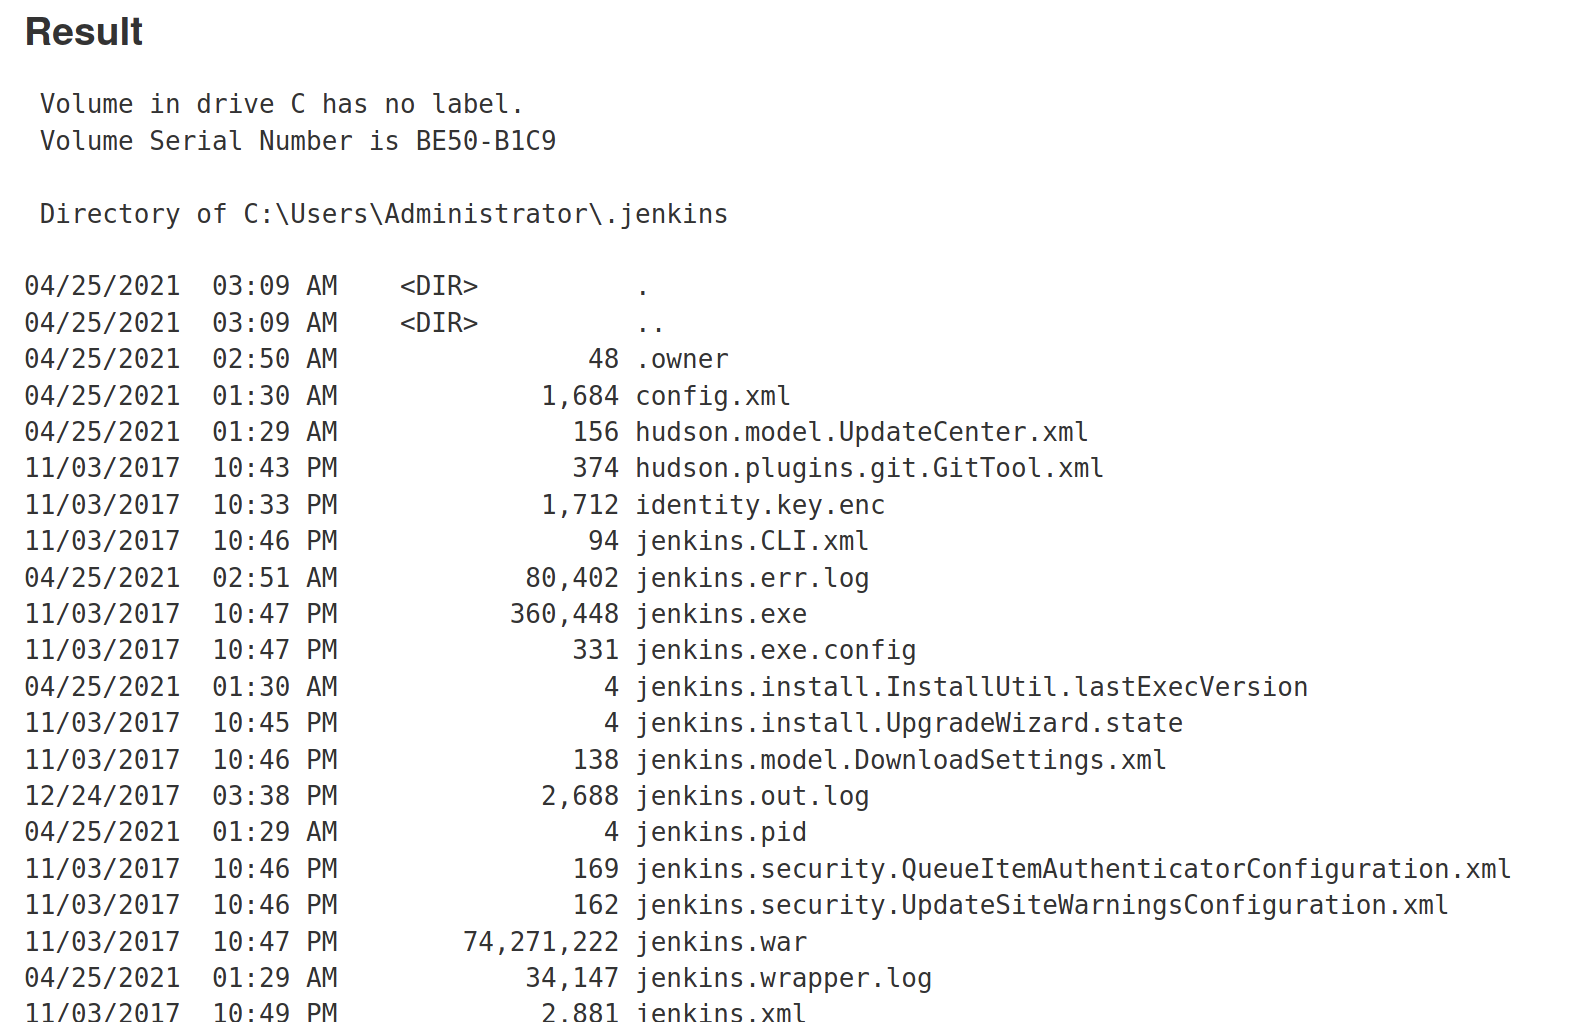 Result
Volume in drive C has no label.
Volume Serial Number is BE50-B1C9
Directory of C:\Users\Administrator\.jenkins
04/25/2021  03:09 AM    <DIR>          .
04/25/2021  03:09 AM    <DIR>          ..
04/25/2021  02:50 AM                48 .owner
04/25/2021  01:30 AM             1,684 config.xml
04/25/2021  01:29 AM               156 hudson.model.UpdateCenter.xml
11/03/2017  10:43 PM               374 hudson.plugins.git.GitTool.xml
11/03/2017  10:33 PM             1,712 identity.key.enc
11/03/2017  10:46 PM                94 jenkins.CLI.xml
04/25/2021  02:51 AM            80,402 jenkins.err.log
11/03/2017  10:47 PM           360,448 jenkins.exe
11/03/2017  10:47 PM               331 jenkins.exe.config
04/25/2021  01:30 AM                 4 jenkins.install.InstallUtil.lastExecVersion
11/03/2017  10:45 PM                 4 jenkins.install.UpgradeWizard.state
11/03/2017  10:46 PM               138 jenkins.model.DownloadSettings.xml
12/24/2017  03:38 PM             2,688 jenkins.out.log
04/25/2021  01:29 AM                 4 jenkins.pid
11/03/2017  10:46 PM               169 jenkins.security.QueueItemAuthenticatorConfiguration.xml
11/03/2017  10:46 PM               162 jenkins.security.UpdateSiteWarningsConfiguration.xml
11/03/2017  10:47 PM        74,271,222 jenkins.war
04/25/2021  01:29 AM            34,147 jenkins.wrapper.log
11/03/2017  10:49 PM             2,881 jenkins.xml